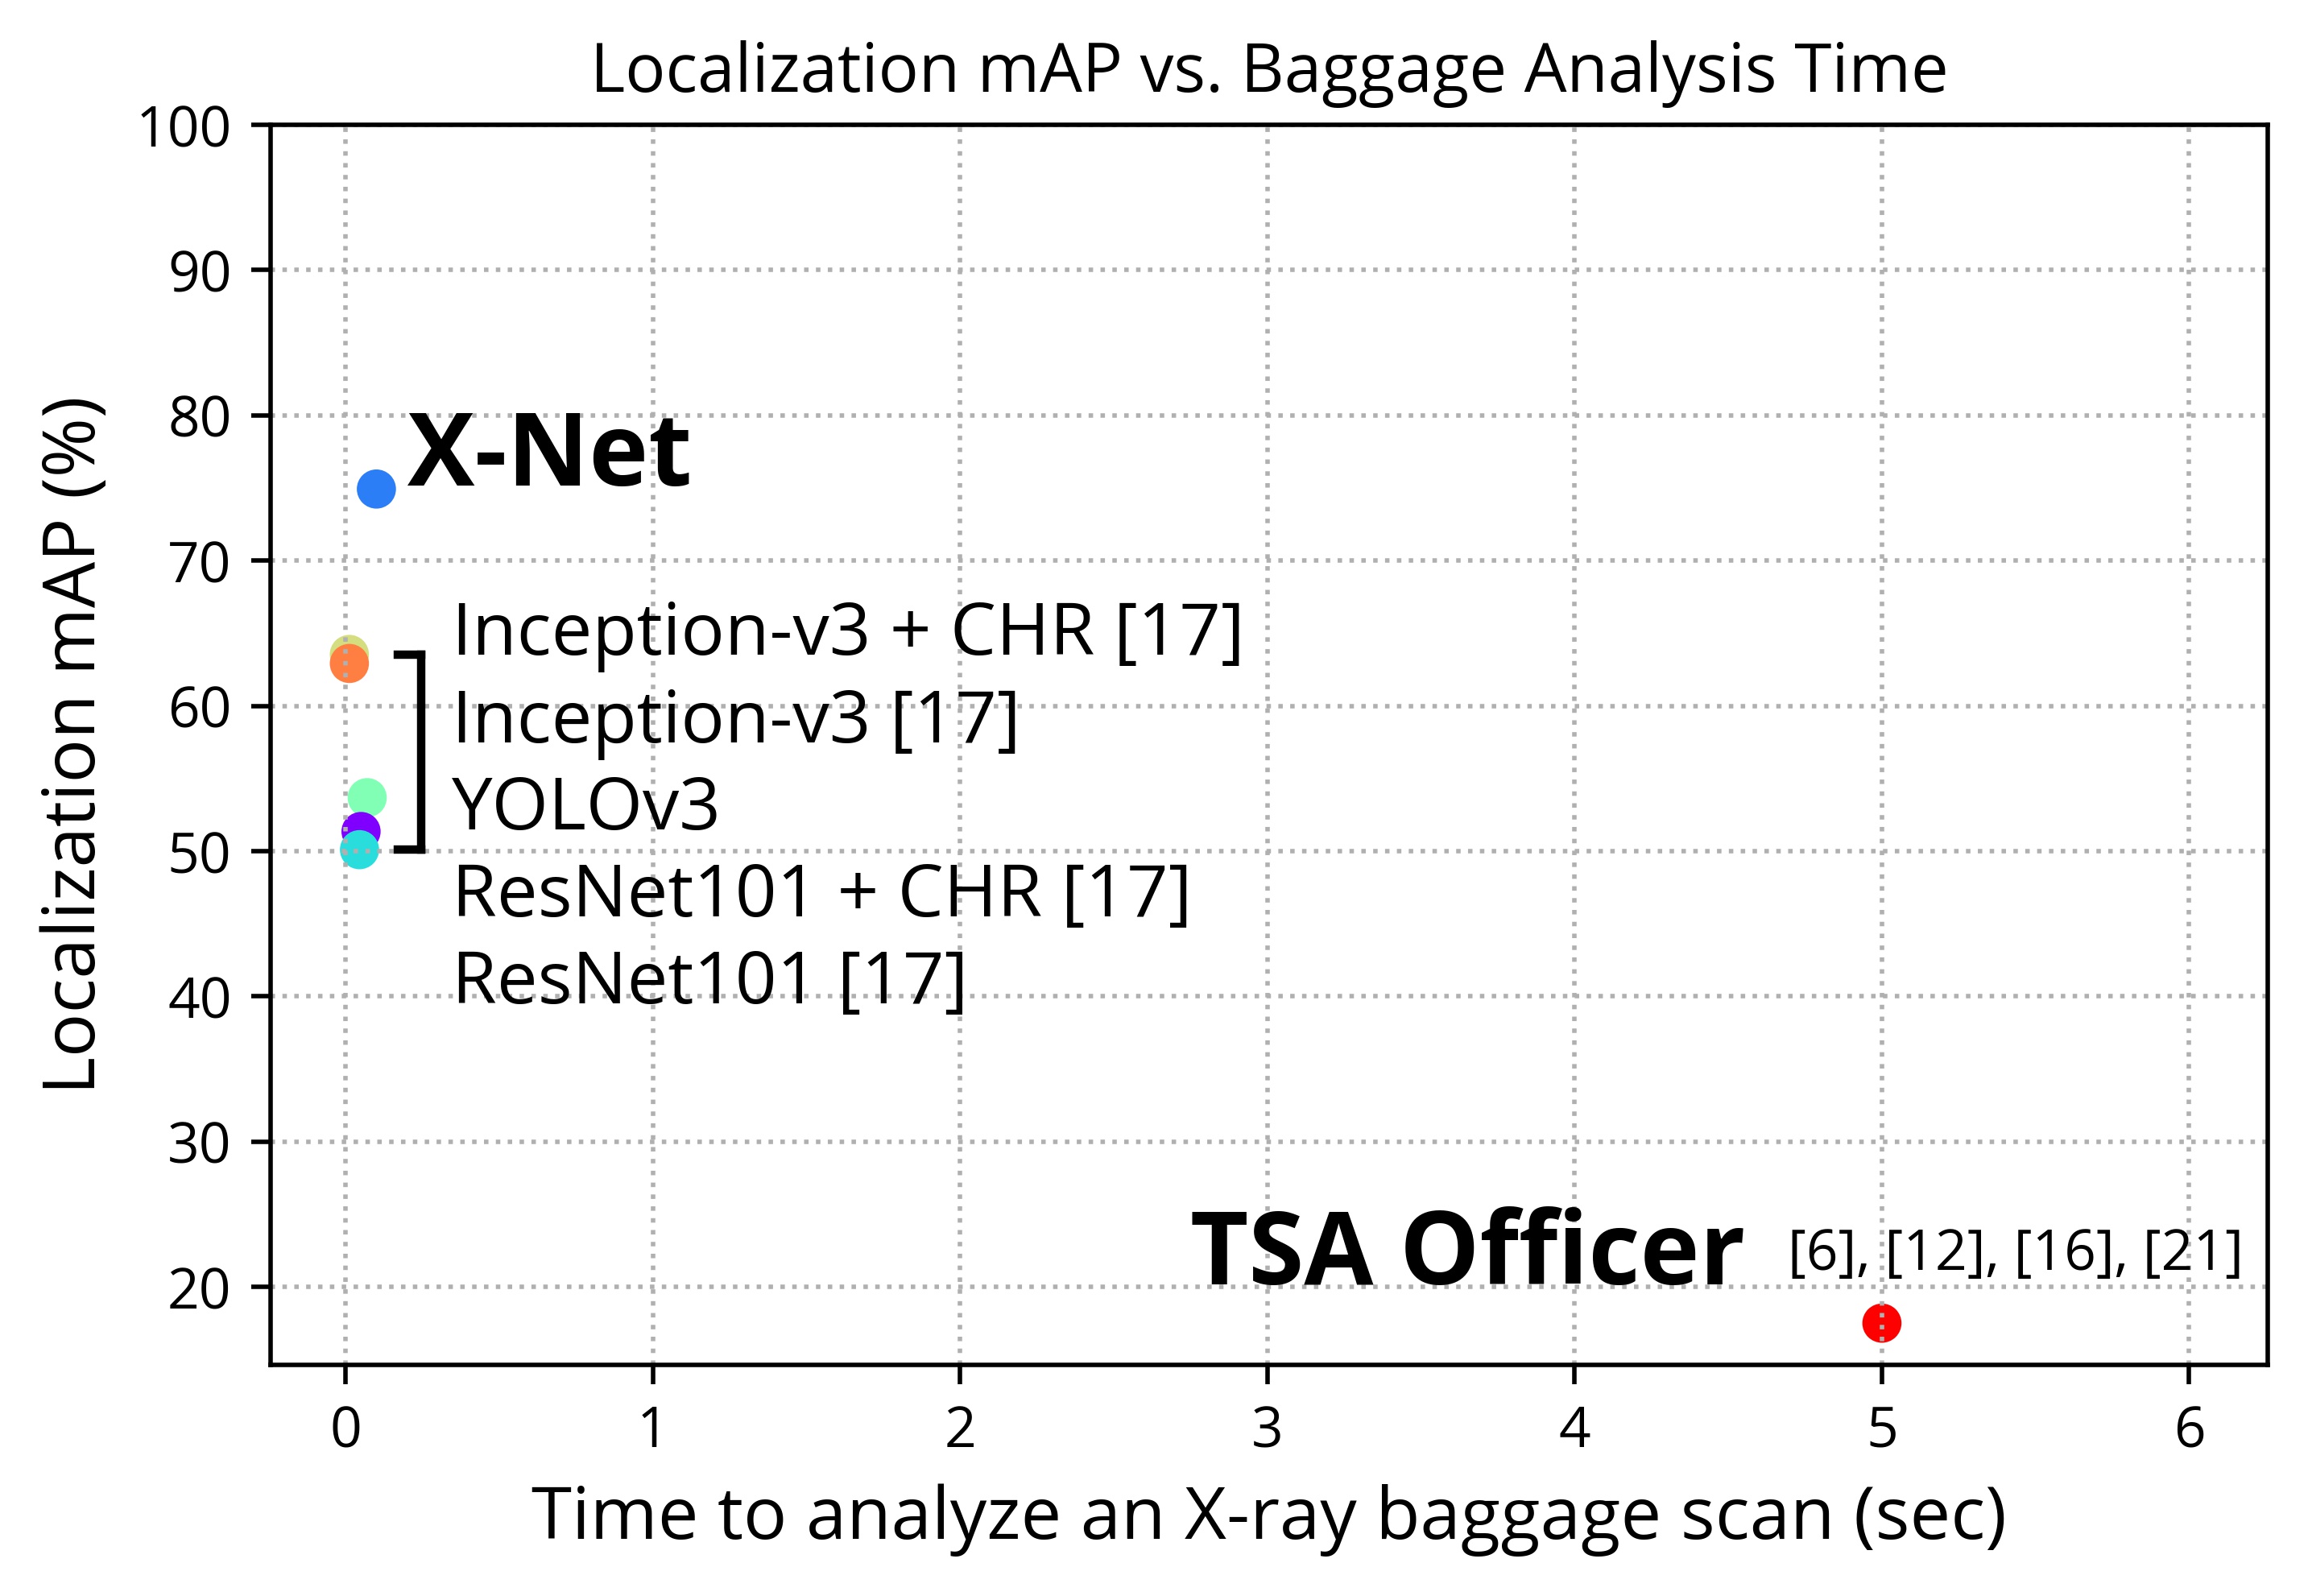 Localization mAP vs. Baggage Analysis Time
100
90
80
70
60
50
40
30
20
Localization mAP (%)
X-Net
Inception-v3 + CHR [17]
Inception-v3 [17]
YOLOv3
ResNet101 + CHR [17]
ResNet101 [17]
TSA Officer [6], [12], [16], [21]
0 1 2 3 4 5 6
Time to analyze an X-ray baggage scan (sec)